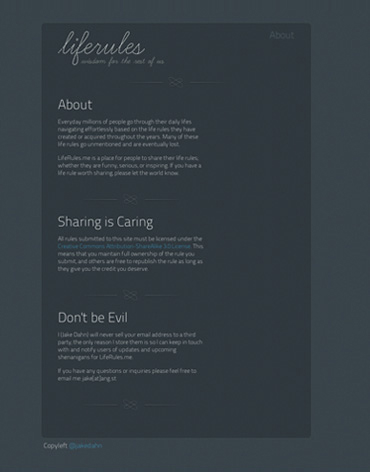 liferules
wisdom for the rest of us
About
About
Everyday millions of people go through their daily lifes
navigating effortlessly based on the life rules they have
created or acquired throughout the years. Many of these
life rules go unmentioned and are eventually lost.
LifeRules.me is a place for people to share their life rules,
whether they are funny, serious, or inspiring. If you have a
life rule worth sharing, please let the world know.
Sharing is Caring
All rules submitted to this site must be licensed under the
Creative Commons Attribution-ShareAlike 3.0 License. This
means that you maintain full ownership of the rule you
submit, and others are free to republish the rule as long as
they give you the credit you deserve.
Don't be Evil
I (Jake Dahn) will never sell your email address to a third
party, the only reason I store them is so I can keep in touch
with and notify users of updates and upcoming
shenanigans for LifeRules.me.
If you have any questions or inquiries please feel free to
email me: jake[at]ang.st
Copyleft @jakedahn